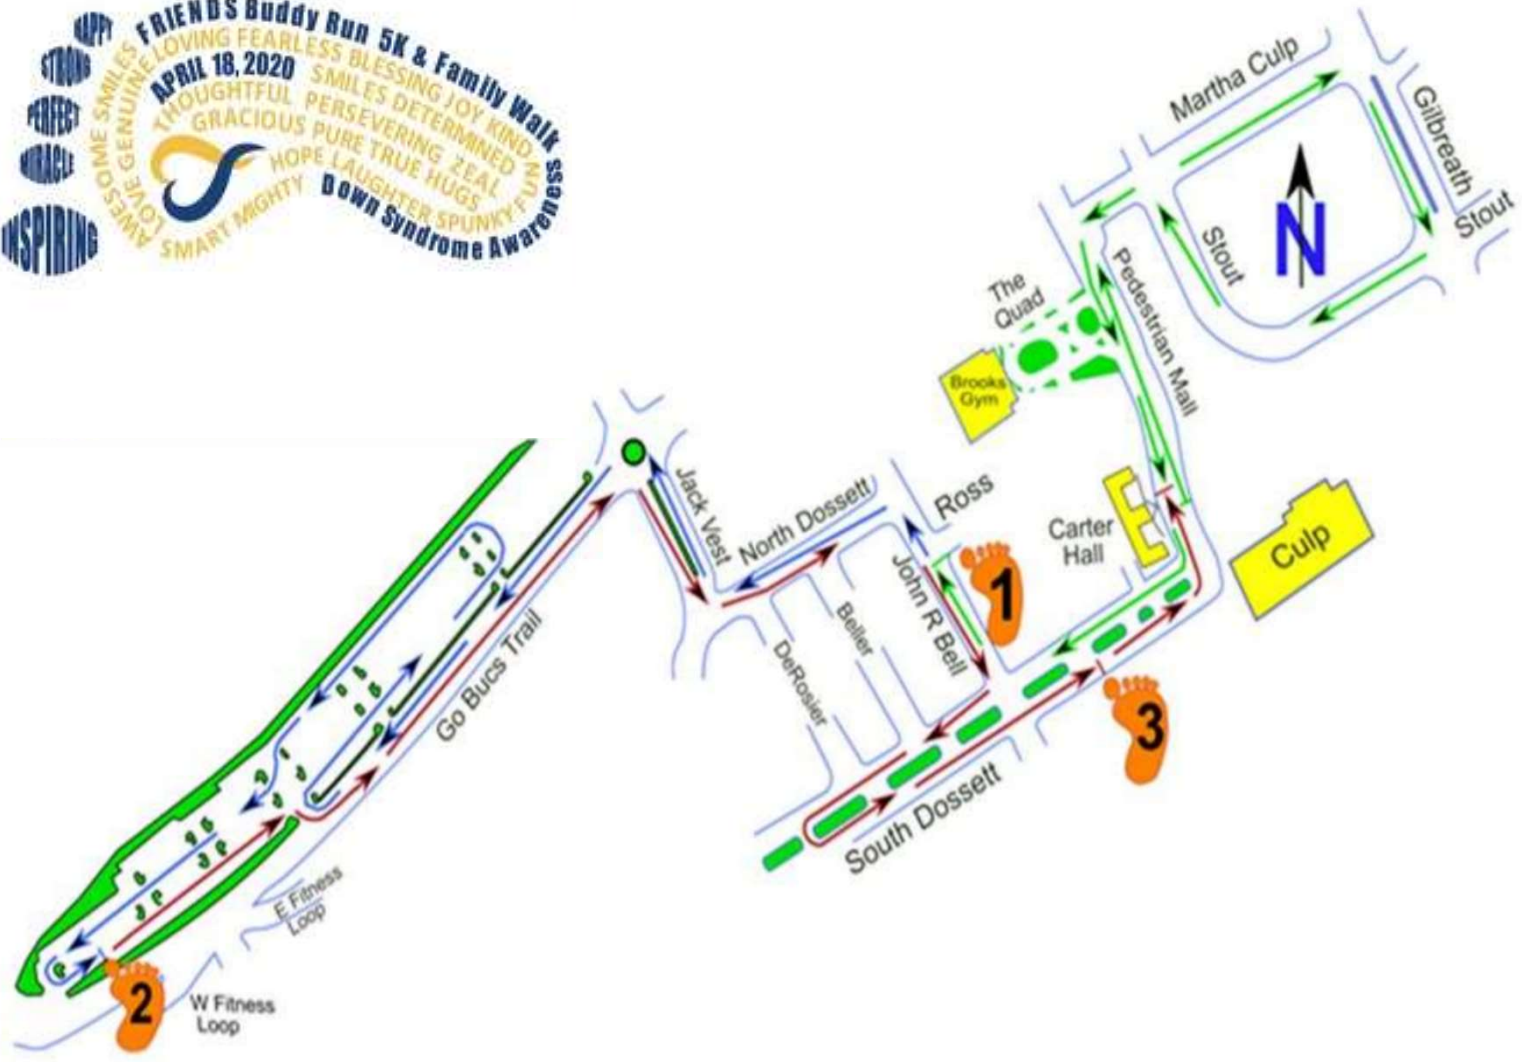 HAPPY
STRONG
PERFECT
MIRACLE
INSPIRING
FRIENDS Buddy Run 5K & Family Walk
AWESOME SMILES LOVING FEARLESS BLESSING JOY KIND FUN
APRIL 18, 2020
LOVE GENUINE
THOUGHTFUL SMILES DETERMNED
GRACIOUS PERSEVERING ZEAL
PURE TRUE HUGS
HOPE LAUGHTER SPUNKY
SMART MIGHTY
Down Syndrome Awareness
Martha Culp
Gilbreath
Stout
Stout
N
Pedestrian Mall
The
Quad
Brooks
Gym
Jack Vest
North Dossett
Ross
Carter
Hall
Culp
1
John R Bell
Beller
DeRosier
Go Bucs Trail
3
South Dossett
E Fitness
Loop
2
W Fitness
Loop